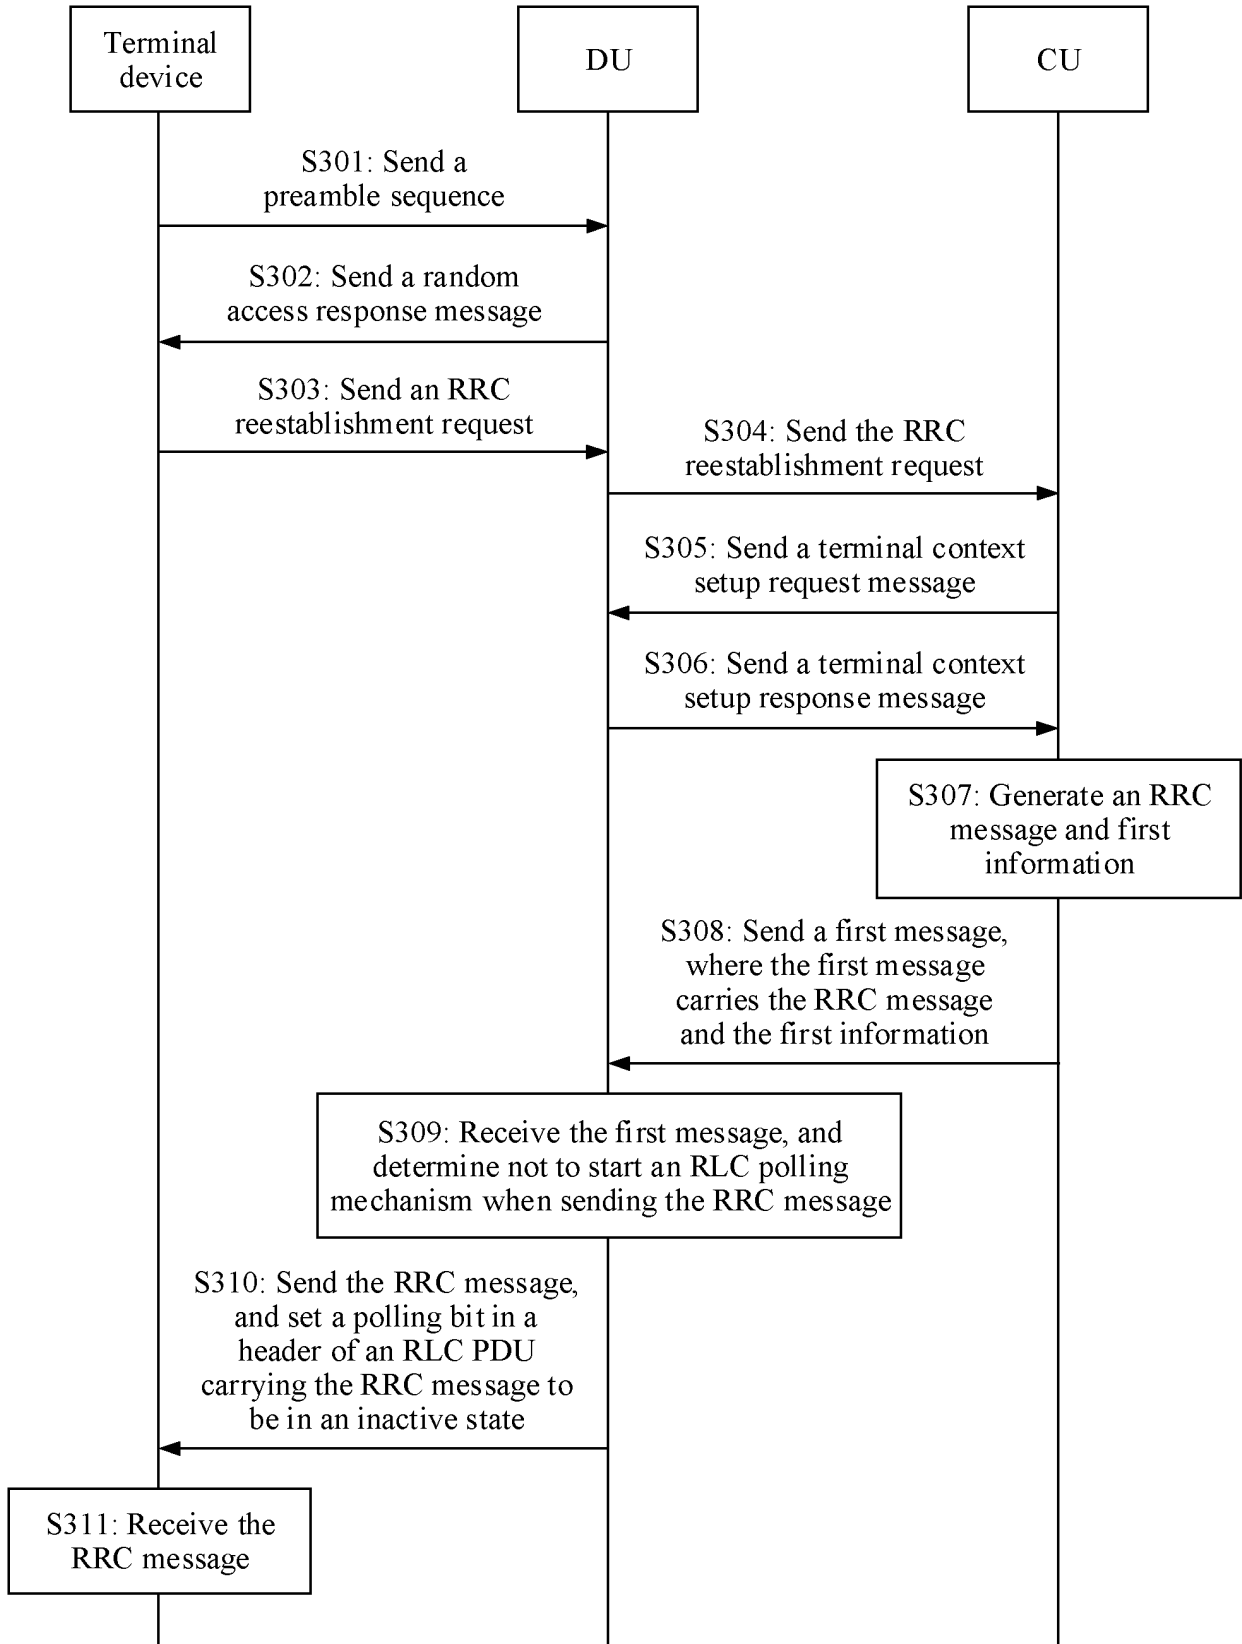 Terminal
device
DU
CU
S301: Send a
preamble sequence
S302: Send a random
access response message
S303: Send an RRC
reestablishment request
S304: Send the RRC
reestablishment request
S305: Send a terminal context
setup request message
S306: Send a terminal context
setup response message
S307: Generate an RRC
message and first
information
S308: Send a first message,
where the first message
carries the RRC message
and the first information
S309: Receive the first message, and
determine not to start an RLC polling
mechanism when sending the RRC message
S310: Send the RRC message,
and set a polling bit in a
header of an RLC PDU
carrying the RRC message to
be in an inactive state
S311: Receive the
RRC message